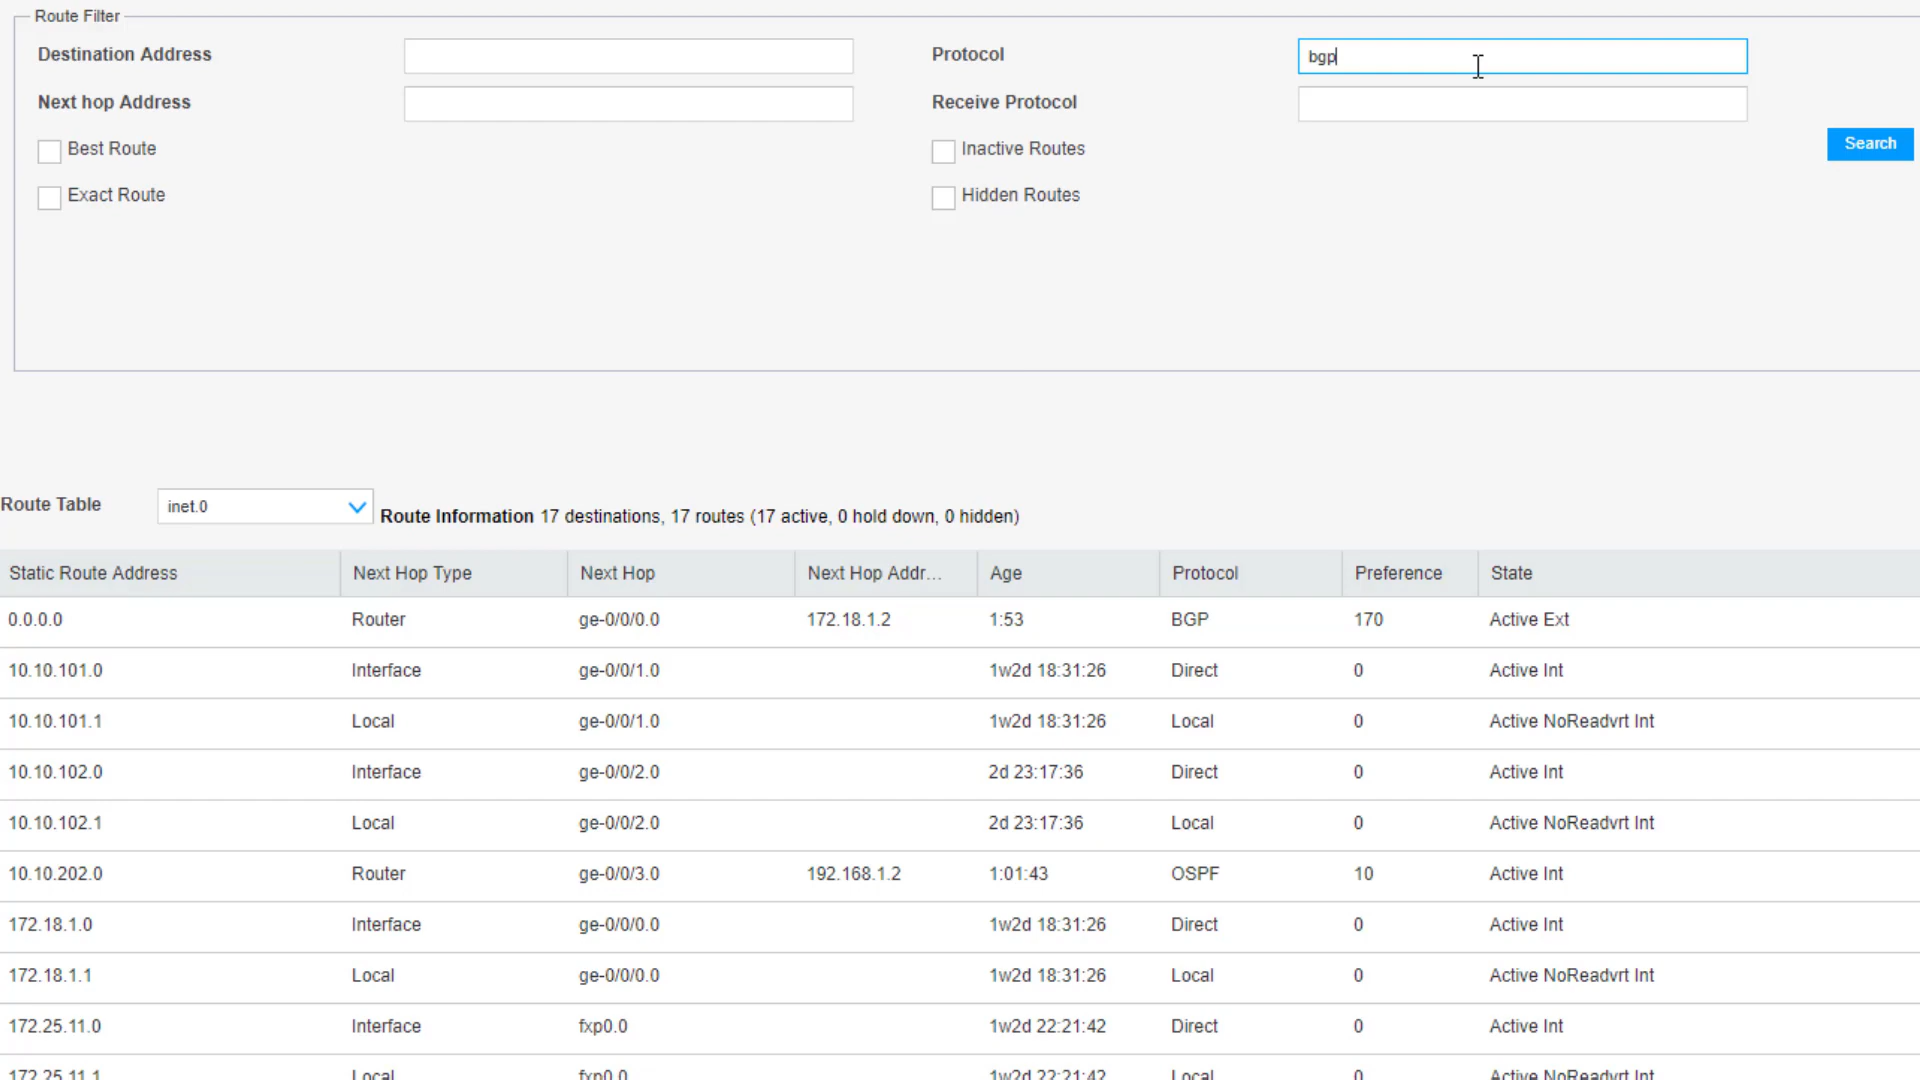 Route Filter
Destination Address
Protocol
bgp
Next hop Address
Receive Protocol
Best Route
Inactive Routes
Search
Exact Route
Hidden Routes
Route Table
inet.0
Route Information 17 destinations, 17 routes (17 active, 0 hold down, 0 hidden)
Static Route Address Next Hop Type Next Hop Next Hop Addr... Age Protocol Preference State
0.0.0.0 Router ge-0/0/0.0 172.18.1.2 1:53 BGP 170 Active Ext
10.10.101.0 Interface ge-0/0/1.0 1w2d 18:31:26 Direct 0 Active Int
10.10.101.1 Local ge-0/0/1.0 1w2d 18:31:26 Local 0 Active NoReadvrt Int
10.10.102.0 Interface ge-0/0/2.0 2d 23:17:36 Direct 0 Active Int
10.10.102.1 Local ge-0/0/2.0 2d 23:17:36 Local 0 Active NoReadvrt Int
10.10.202.0 Router ge-0/0/3.0 192.168.1.2 1:01:43 OSPF 10 Active Int
172.18.1.0 Interface ge-0/0/0.0 1w2d 18:31:26 Direct 0 Active Int
172.18.1.1 Local ge-0/0/0.0 1w2d 18:31:26 Local 0 Active NoReadvrt Int
172.25.11.0 Interface fxp0.0 1w2d 22:21:42 Direct 0 Active Int
172.25.11.1 Local fxp0.0 1w2d 22:21:42 Local 0 Active NoReadvrt Int